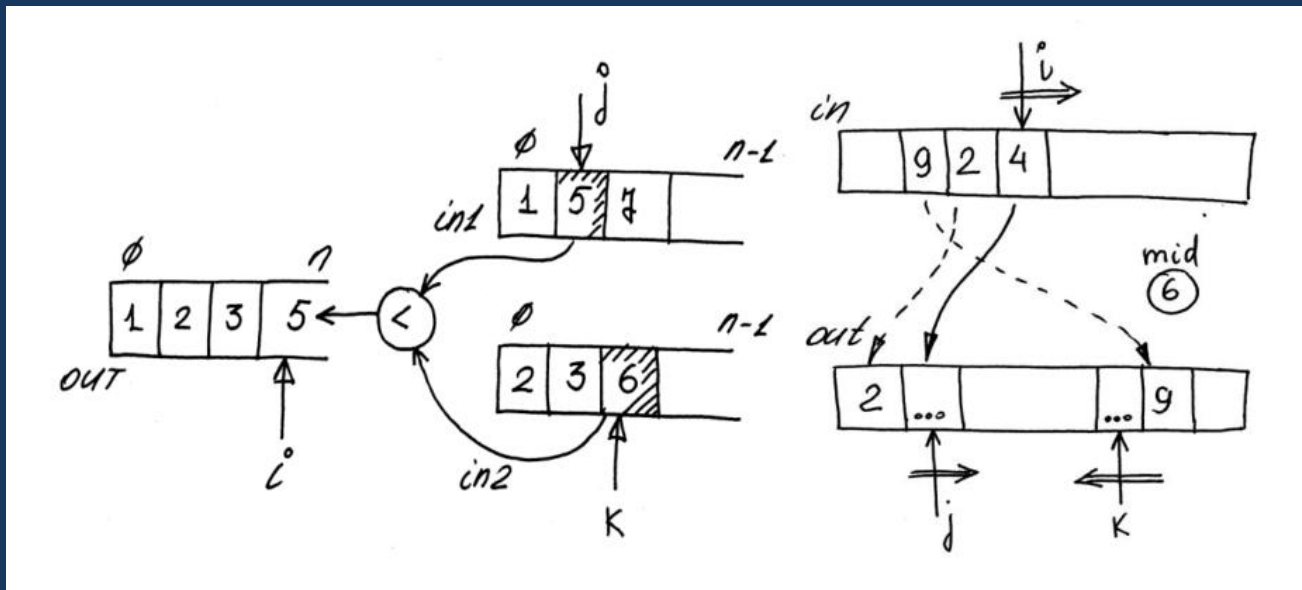 j
∅ n-1
1 5 7
in1
∅ n
1 2 3 5
<
OUT
i
∅ n-1
2 3 6
in2
K
i
in
9 2 4
mid
6
out
2 ... ... 9
j K